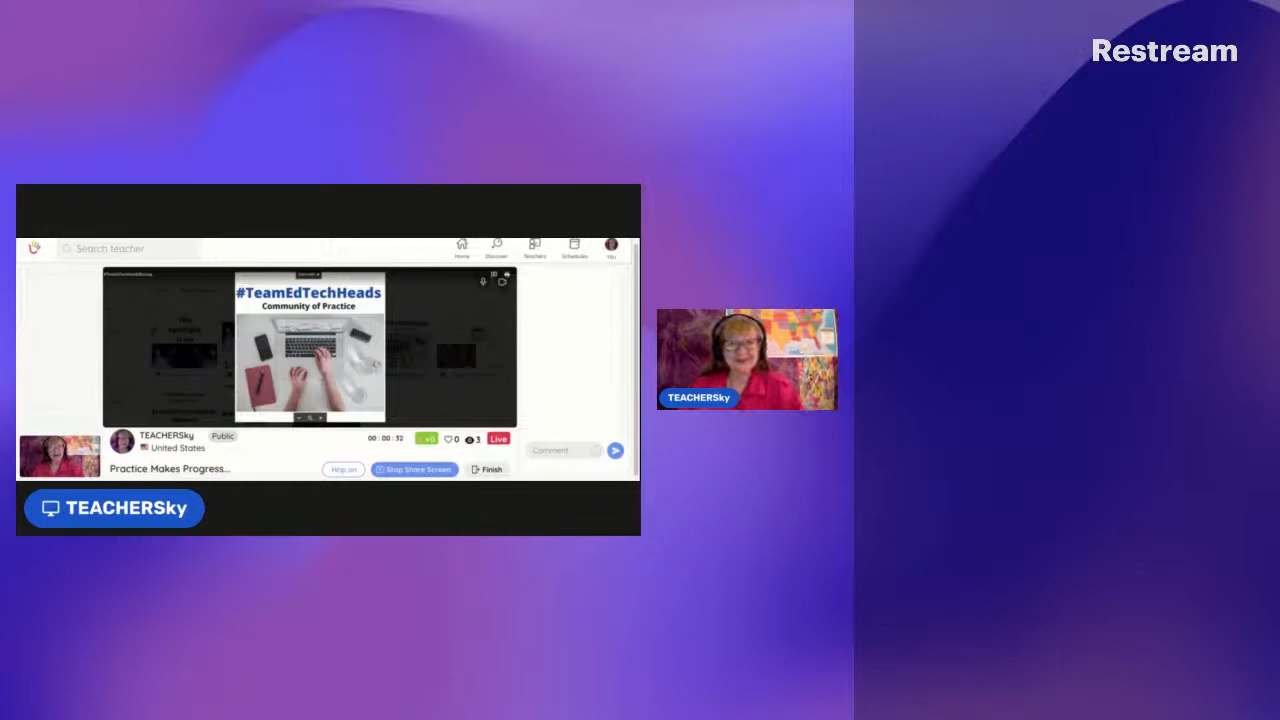 Restream
Search teacher
Home
Discover
Teachers
Schedules
You
#TeamEdTechHeads
Community of Practice
TEACHERSky
Public
United States
00 : 00 : 32
+0
0
3
Live
Comment
Practice Makes Progress...
Hop on
Stop Share Screen
Finish
TEACHERSky
TEACHERSky